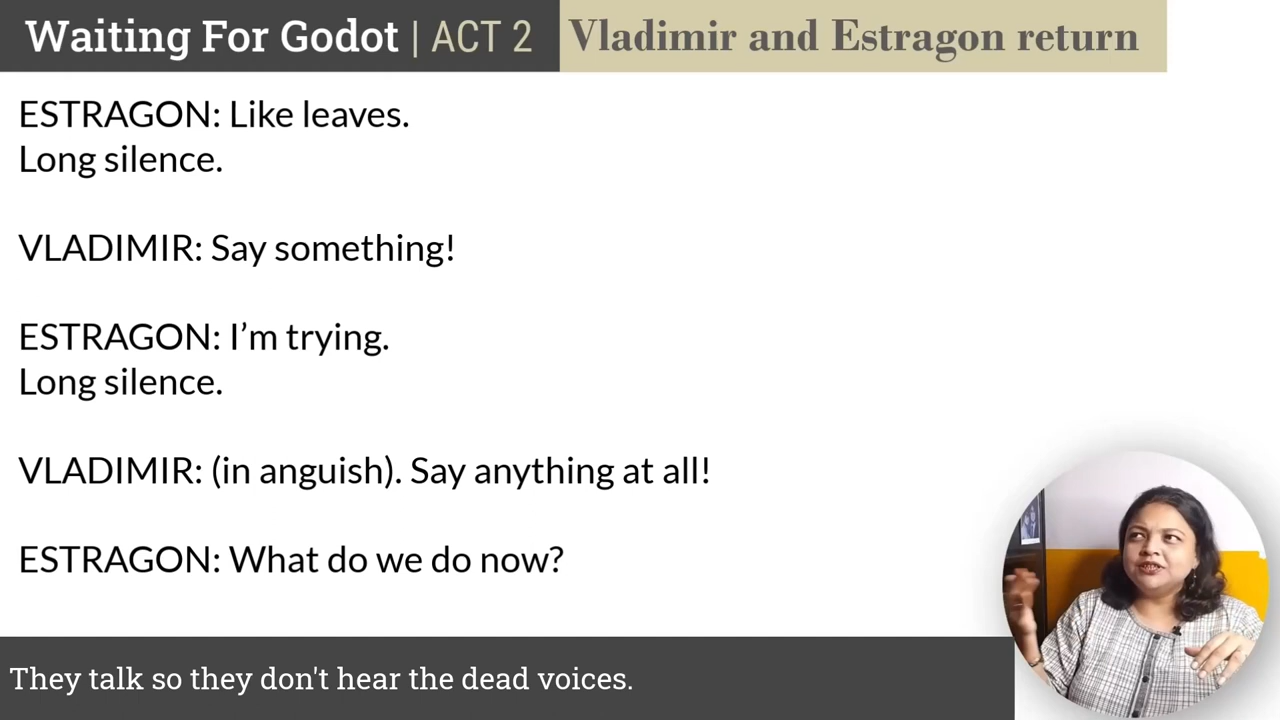 Waiting For Godot | ACT 2 Vladimir and Estragon return
ESTRAGON: Like leaves.
Long silence.
VLADIMIR: Say something!
ESTRAGON: I’m trying.
Long silence.
VLADIMIR: (in anguish). Say anything at all!
ESTRAGON: What do we do now?
They talk so they don't hear the dead voices.